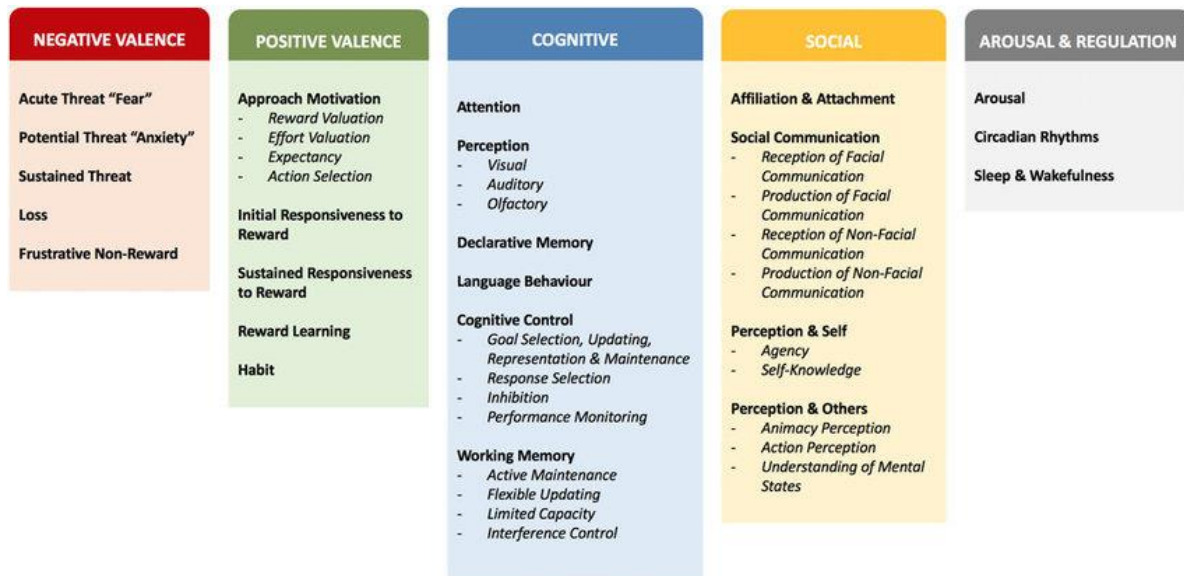 NEGATIVE VALENCE
Acute Threat “Fear”
Potential Threat “Anxiety”
Sustained Threat
Loss
Frustrative Non-Reward
POSITIVE VALENCE
Approach Motivation
- Reward Valuation
- Effort Valuation
- Expectancy
- Action Selection
Initial Responsiveness to
Reward
Sustained Responsiveness
to Reward
Reward Learning
Habit
COGNITIVE
Attention
Perception
- Visual
- Auditory
- Olfactory
Declarative Memory
Language Behaviour
Cognitive Control
- Goal Selection, Updating,
Representation & Maintenance
- Response Selection
- Inhibition
- Performance Monitoring
Working Memory
- Active Maintenance
- Flexible Updating
- Limited Capacity
- Interference Control
SOCIAL
Affiliation & Attachment
Social Communication
- Reception of Facial
Communication
- Production of Facial
Communication
- Reception of Non-Facial
Communication
- Production of Non-Facial
Communication
Perception & Self
- Agency
- Self-Knowledge
Perception & Others
- Animacy Perception
- Action Perception
- Understanding of Mental
States
AROUSAL & REGULATION
Arousal
Circadian Rhythms
Sleep & Wakefulness